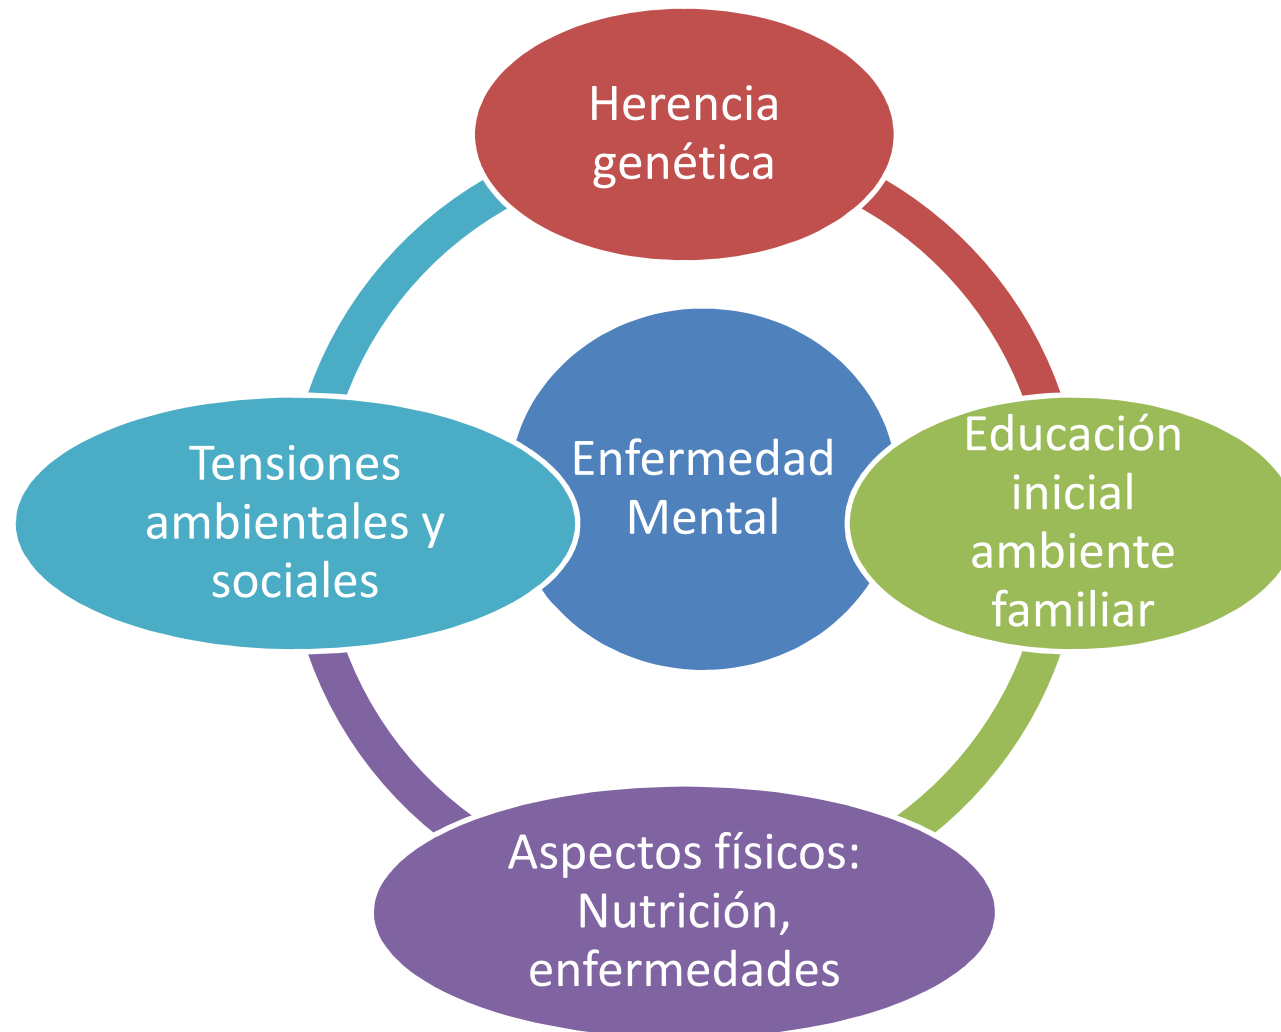 Herencia
genética
Tensiones
ambientales y
sociales
Enfermedad
Mental
Educación
inicial
ambiente
familiar
Aspectos físicos:
Nutrición,
enfermedades